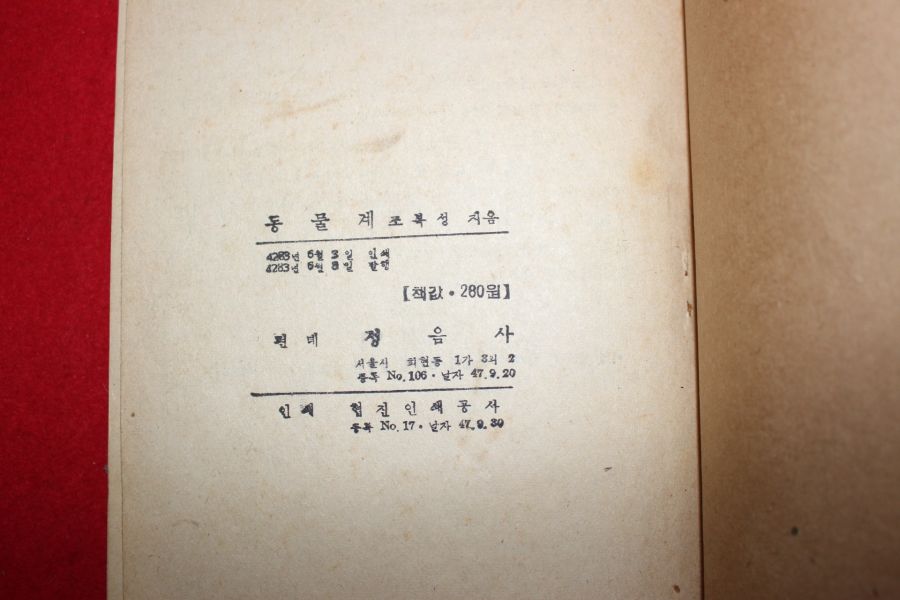 동물계 조복성 지음
4283년 6월 3일 인쇄
4283년 6월 8일 발행
【책값·280원】
펴낸데 정음사
서울시 회현동 1가 3의 2
등록 No.106·날자 47.9.20
인쇄 협진인쇄공사
등록 No.17·날자 47.9.30